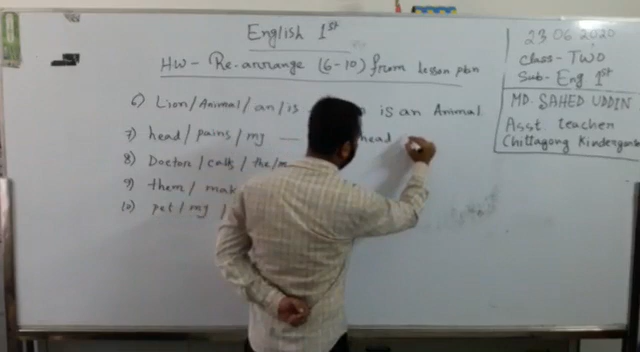 English 1st
HW - Re-arrange (6-10) from Lesson plan
6) Lion / Animal / an / is is an Animal
7) head / pains / my — head
8) Doctor / calls / the /
9) them /
10) pet / my /
23 06 2020
Class - TWO
Sub - Eng 1st
MD. SAHED UDDIN
Asst. teacher
Chittagong Kindergarten